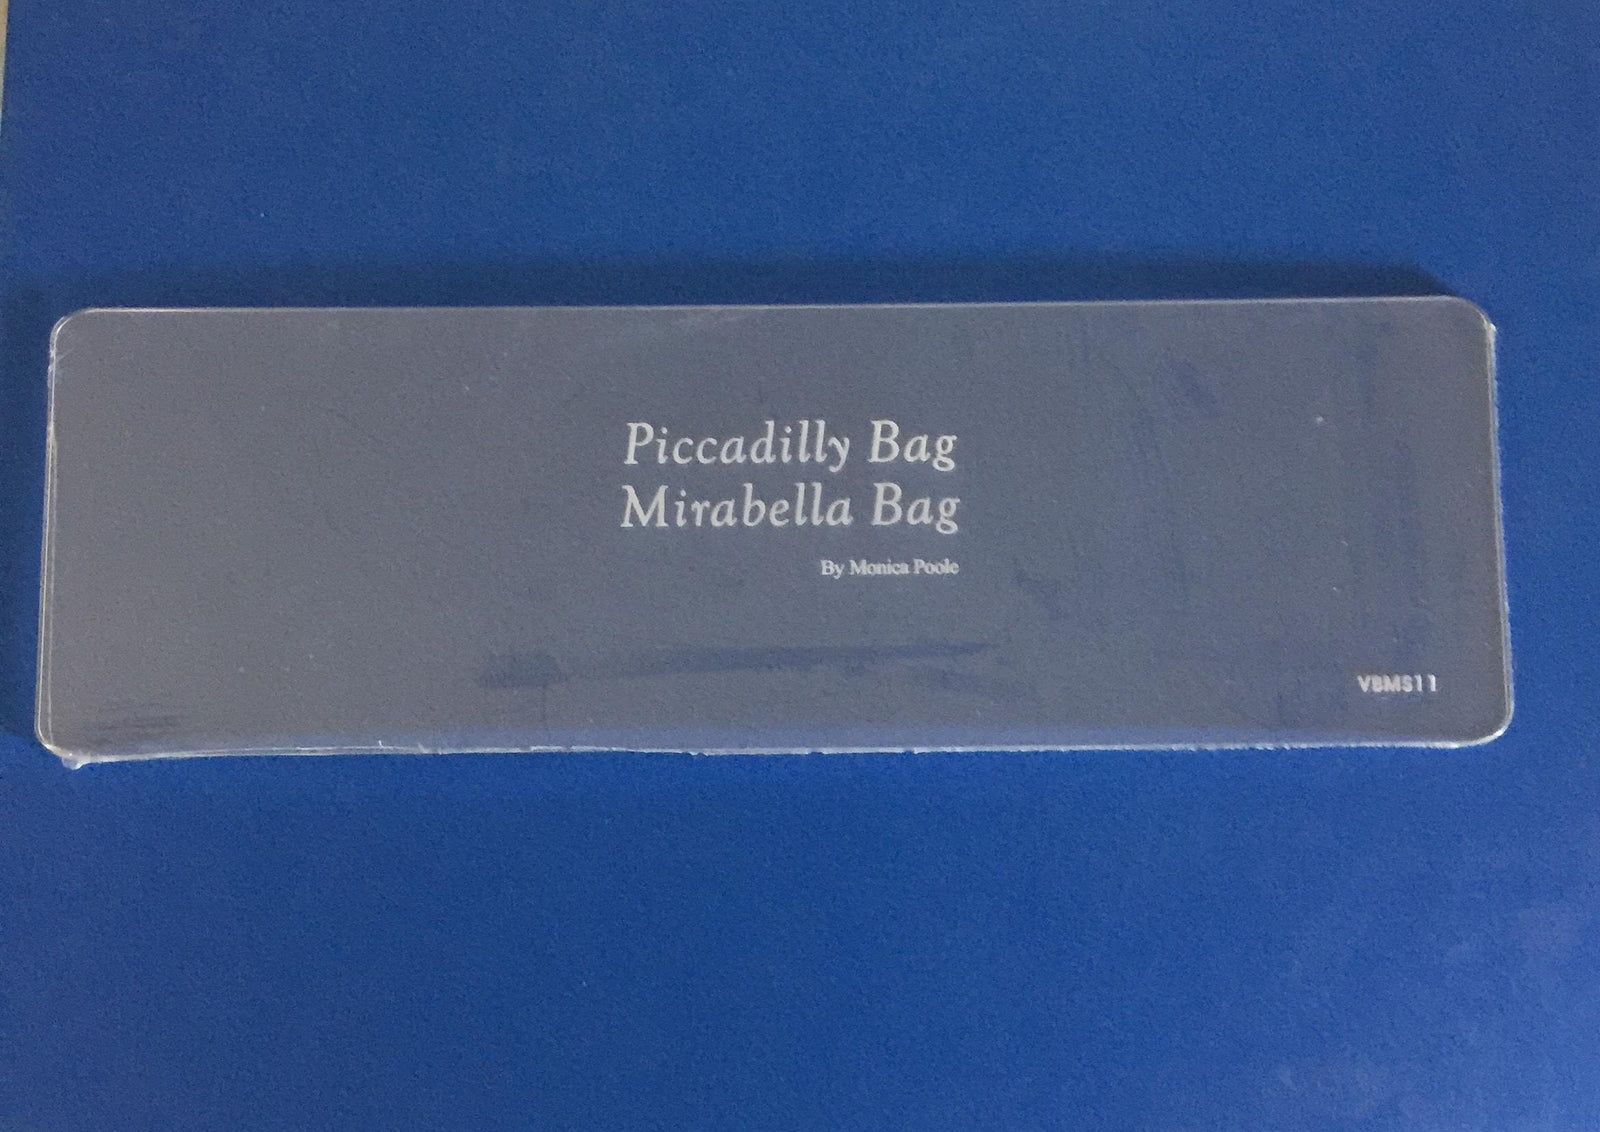 Piccadilly Bag
Mirabella Bag
By Monica Poole
VBMS11